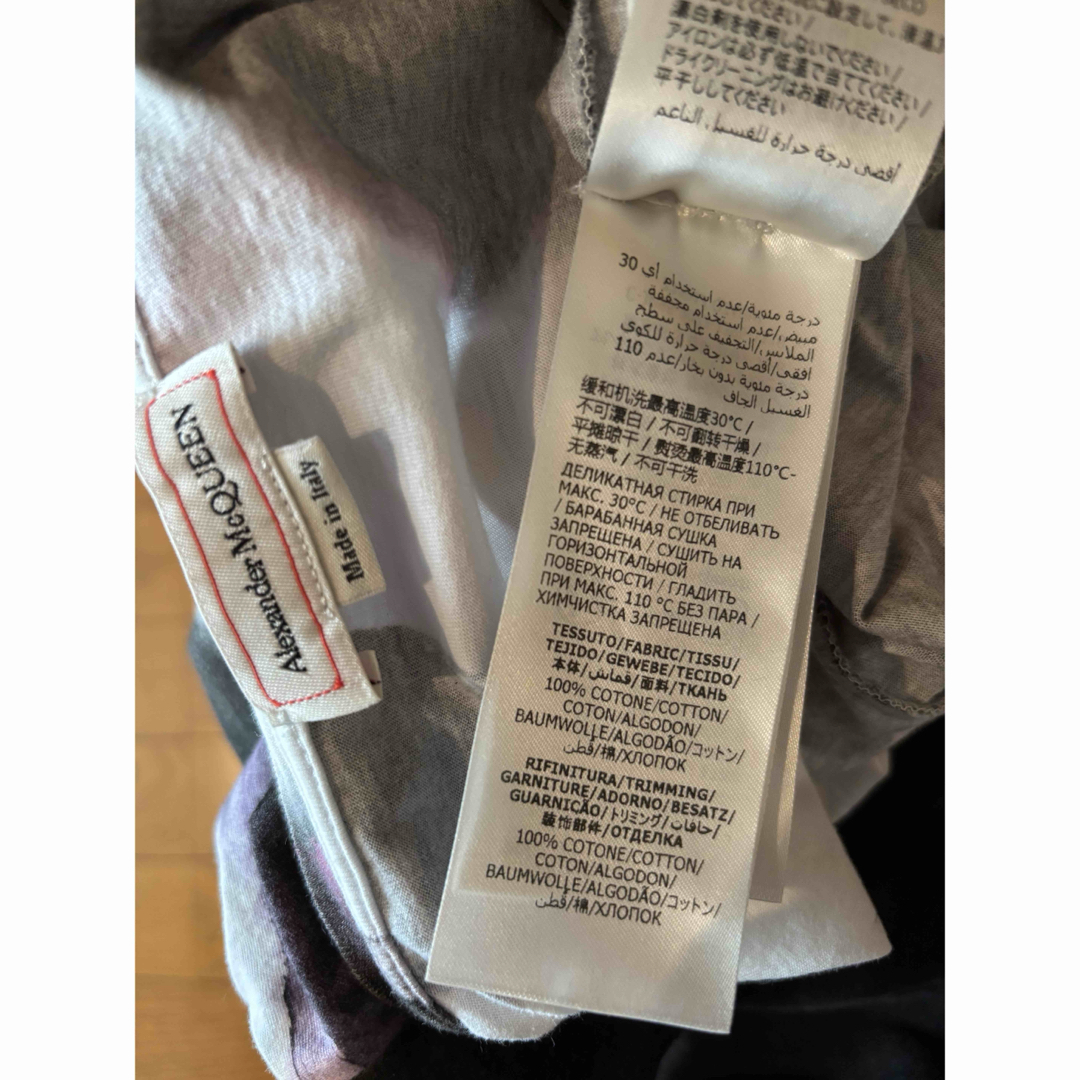 漂白剤を使用しないでください/
アイロンは必ず低温で当ててください/
ドライクリーニングはお避けください/
平干ししてください
أقصى درجة حرارة للغسيل الناعم
30 درجة مئوية/عدم استخدام أي
مبيض/عدم استخدام مجففة
الملابس/التجفيف على سطح
افقي/أقصى درجة حرارة للكوي
110 درجة مئوية بدون بخار/عدم
الغسيل الجاف
缓和机洗最高温度30°C /
不可漂白 / 不可翻转干燥 /
平摊晾干 / 熨烫最高温度110°C-
无蒸汽 / 不可干洗
ДЕЛИКАТНАЯ СТИРКА ПРИ
МАКС. 30°C / НЕ ОТБЕЛИВАТЬ
/ БАРАБАННАЯ СУШКА
ЗАПРЕЩЕНА / СУШИТЬ НА
ГОРИЗОНТАЛЬНОЙ
ПОВЕРХНОСТИ / ГЛАДИТЬ
ПРИ МАКС. 110 °C БЕЗ ПАРА /
ХИМЧИСТКА ЗАПРЕЩЕНА
TESSUTO/FABRIC/TISSU/
TEJIDO/GEWEBE/TECIDO/
本体/قماش/面料/ТКАНЬ
100% COTONE/COTTON/
COTON/ALGODON/
BAUMWOLLE/ALGODÃO/コットン/
قُطن/棉/ХЛОПОК
RIFINITURA/TRIMMING/
GARNITURE/ADORNO/BESATZ/
GUARNIÇÃO/トリミング/حافات/
装饰部件/ОТДЕЛКА
100% COTONE/COTTON/
COTON/ALGODON/
BAUMWOLLE/ALGODÃO/コットン/
قُطن/棉/ХЛОПОК
Alexander McQUEEN
Made in Italy